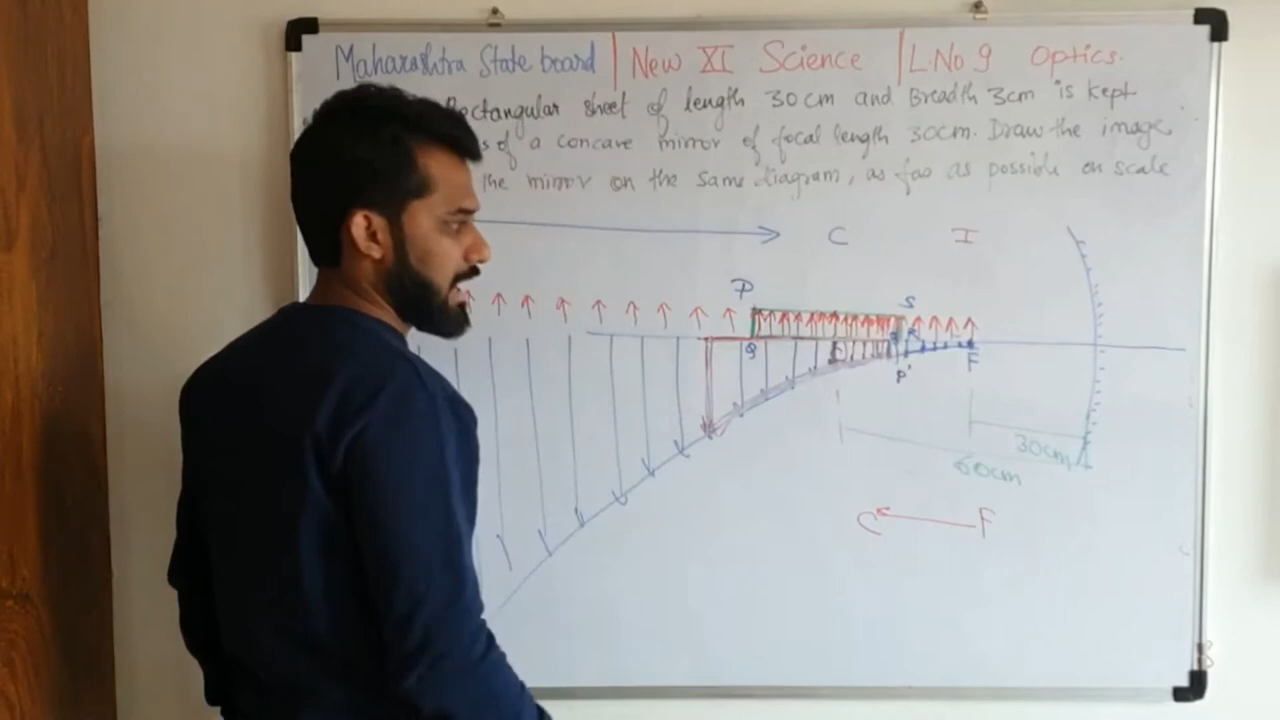 Maharashtra State board | New XI Science | L.No 9 Optics.
Rectangular sheet of length 30cm and Breadth 3cm is kept
of a concave mirror of focal length 30cm. Draw the image
the mirror on the same diagram, as far as possible on scale
C I
P S
Q R F
P'
30cm
60cm
C F